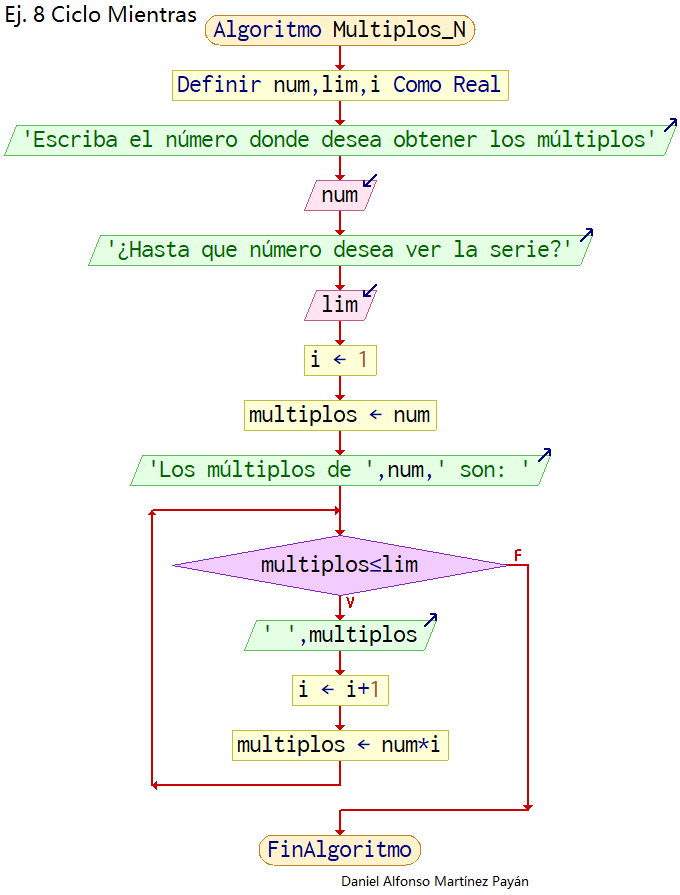 Ej. 8 Ciclo Mientras
Algoritmo Multiplos_N
Definir num,lim,i Como Real
'Escriba el número donde desea obtener los múltiplos'
num
'¿Hasta que número desea ver la serie?'
lim
i ← 1
multiplos ← num
'Los múltiplos de ',num,' son: '
multiplos≤lim
F
V
' ',multiplos
i ← i+1
multiplos ← num*i
FinAlgoritmo
Daniel Alfonso Martínez Payán